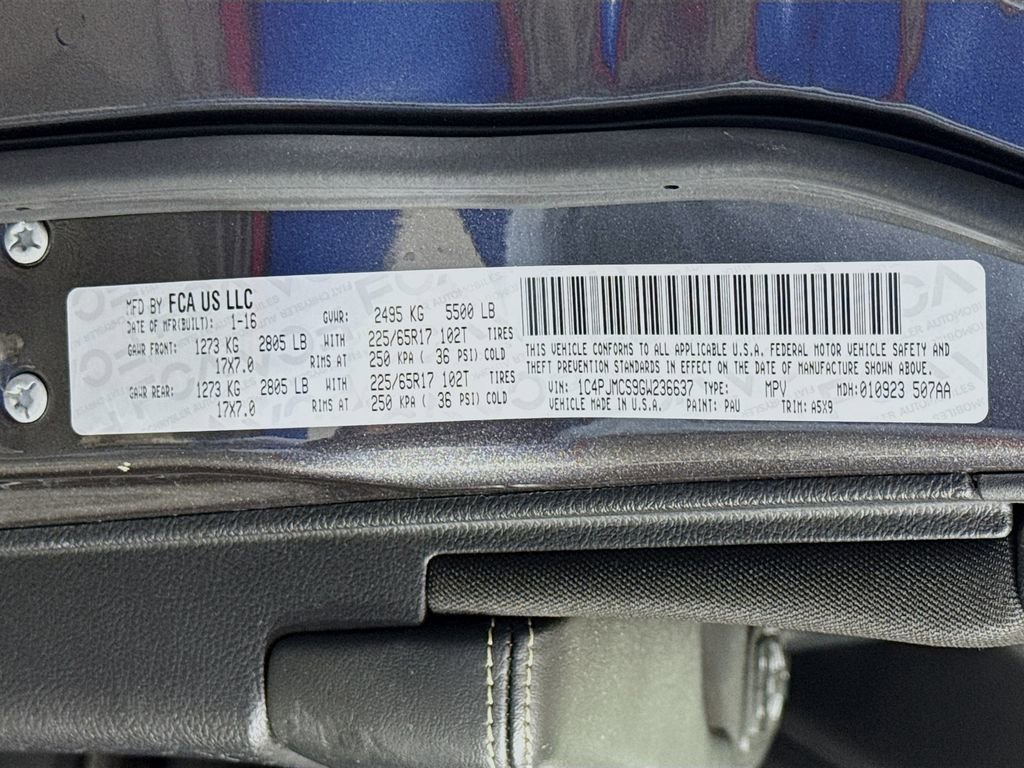 MFD BY FCA US LLC
DATE OF MFR(BUILT): 1-16 GVWR: 2495 KG 5500 LB
GAWR FRONT: 1273 KG 2805 LB WITH 225/65R17 102T TIRES
17X7.0 RIMS AT 250 KPA ( 36 PSI) COLD
GAWR REAR: 1273 KG 2805 LB WITH 225/65R17 102T TIRES
17X7.0 RIMS AT 250 KPA ( 36 PSI) COLD
THIS VEHICLE CONFORMS TO ALL APPLICABLE U.S.A. FEDERAL MOTOR VEHICLE SAFETY AND
THEFT PREVENTION STANDARDS IN EFFECT ON THE DATE OF MANUFACTURE SHOWN ABOVE.
VIN: 1C4PJMCS9GW236637 TYPE: MPV MDH: 010923 507AA
VEHICLE MADE IN U.S.A. PAINT: PAU TRIM: A5X9